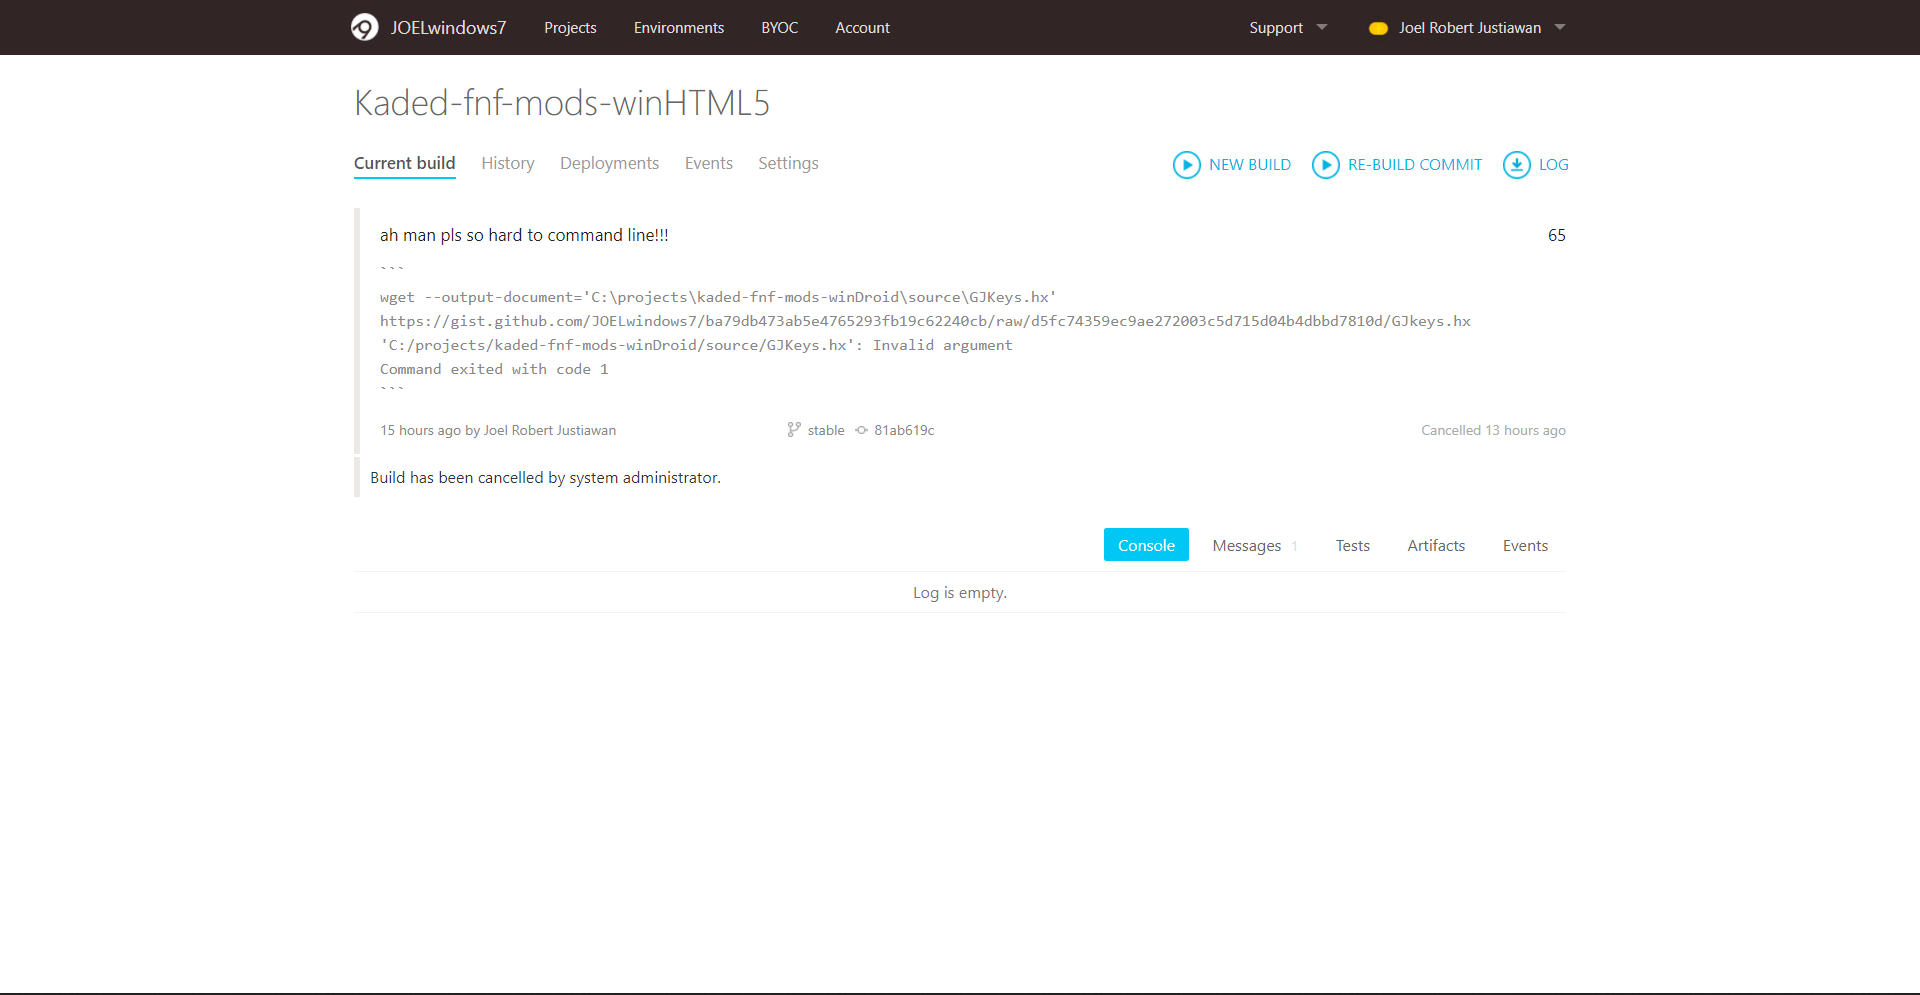 JOELwindows7 Projects Environments BYOC Account Support Joel Robert Justiawan
Kaded-fnf-mods-winHTML5
Current build History Deployments Events Settings NEW BUILD RE-BUILD COMMIT LOG
ah man pls so hard to command line!!! 65
```
wget --output-document='C:\projects\kaded-fnf-mods-winDroid\source\GJKeys.hx'
https://gist.github.com/JOELwindows7/ba79db473ab5e4765293fb19c62240cb/raw/d5fc74359ec9ae272003c5d715d04b4dbbd7810d/GJkeys.hx
'C:/projects/kaded-fnf-mods-winDroid/source/GJKeys.hx': Invalid argument
Command exited with code 1
```
15 hours ago by Joel Robert Justiawan stable 81ab619c Cancelled 13 hours ago
Build has been cancelled by system administrator.
Console Messages 1 Tests Artifacts Events
Log is empty.